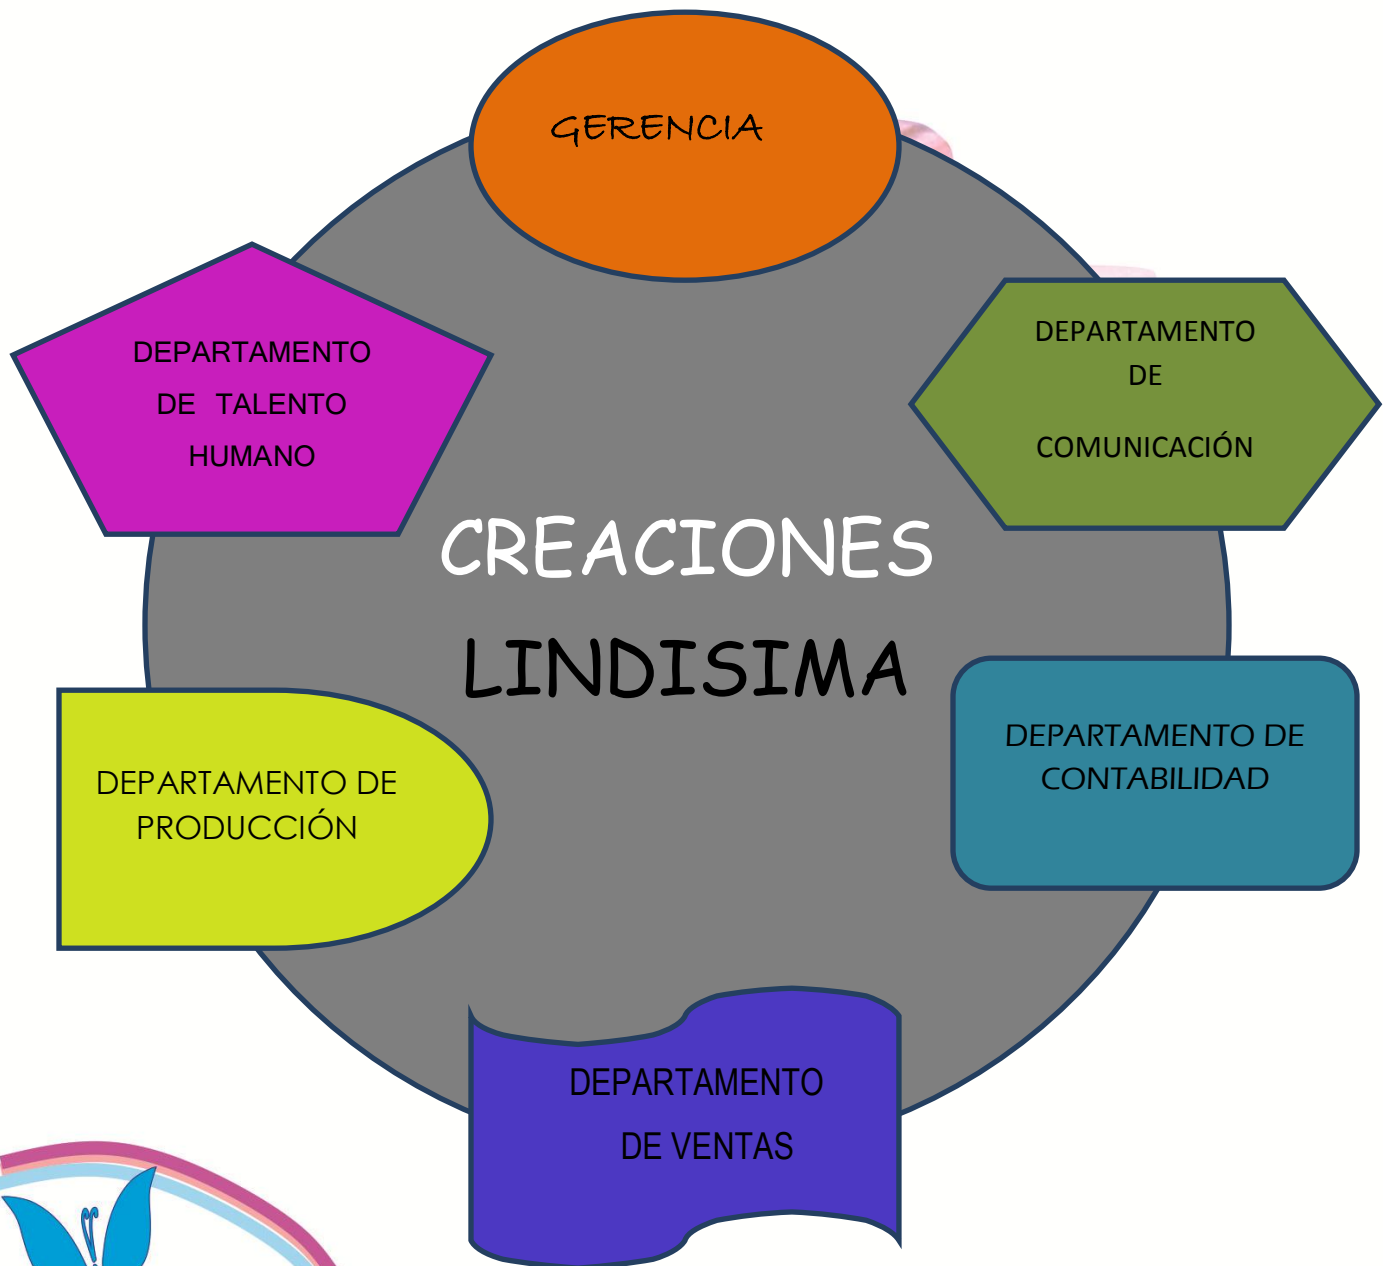 GERENCIA
DEPARTAMENTO
DE TALENTO
HUMANO
DEPARTAMENTO
DE
COMUNICACIÓN
CREACIONES
LINDISIMA
DEPARTAMENTO DE
PRODUCCIÓN
DEPARTAMENTO DE
CONTABILIDAD
DEPARTAMENTO
DE VENTAS